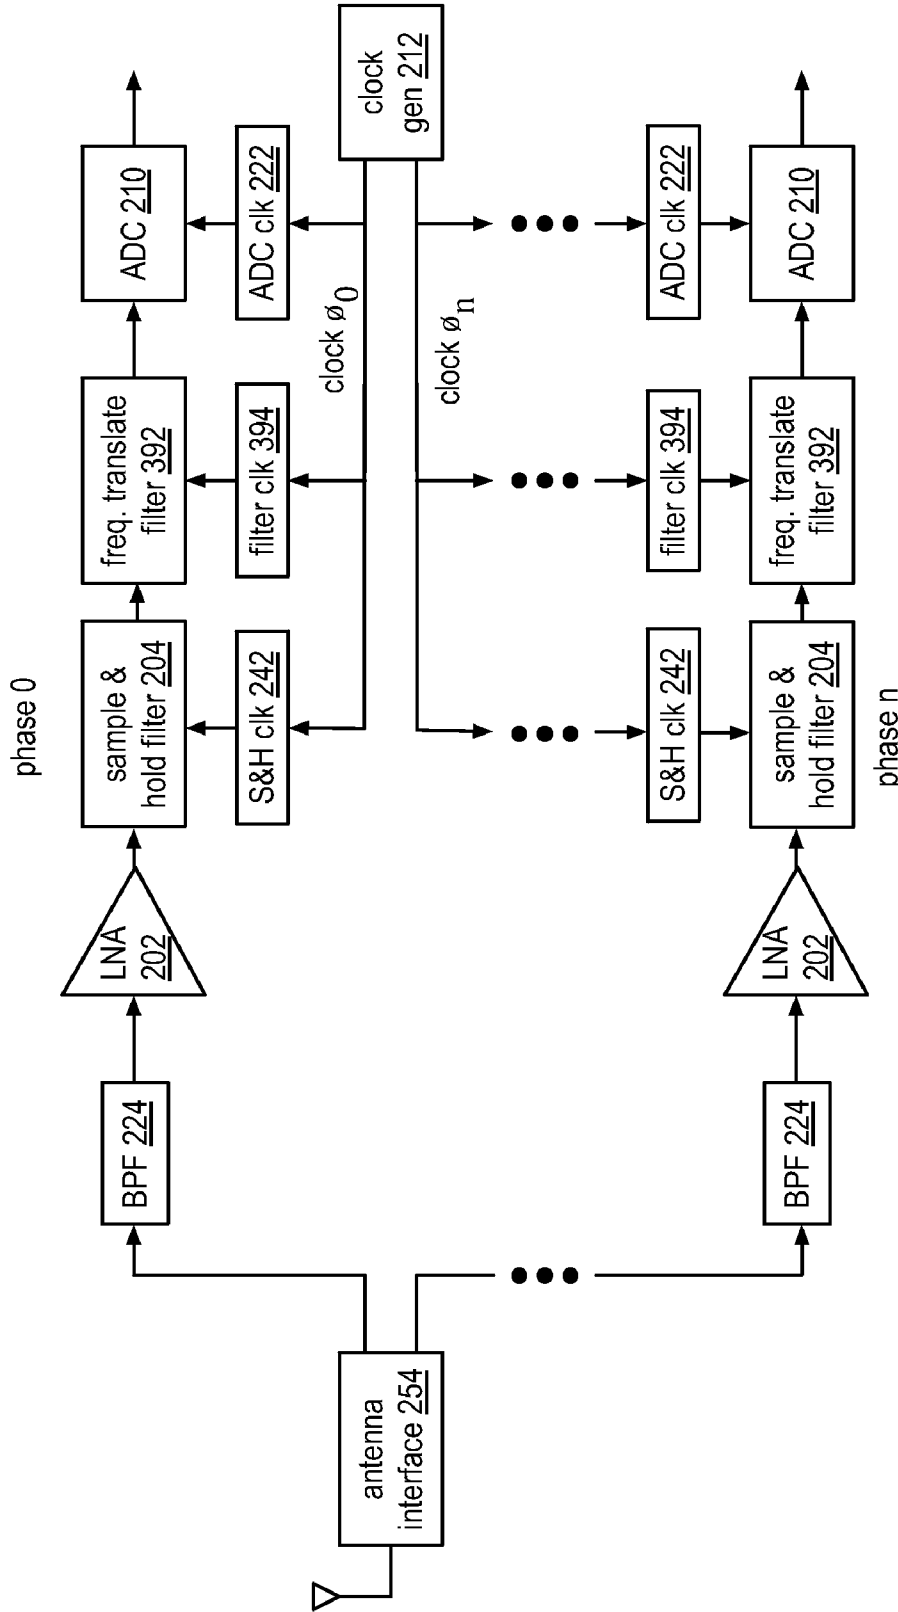 phase 0
antenna
interface 254
BPF 224
LNA
202
sample &
hold filter 204
freq. translate
filter 392
ADC 210
S&H clk 242
filter clk 394
ADC clk 222
clock ø0
clock øn
clock
gen 212
S&H clk 242
filter clk 394
ADC clk 222
BPF 224
LNA
202
sample &
hold filter 204
freq. translate
filter 392
ADC 210
phase n